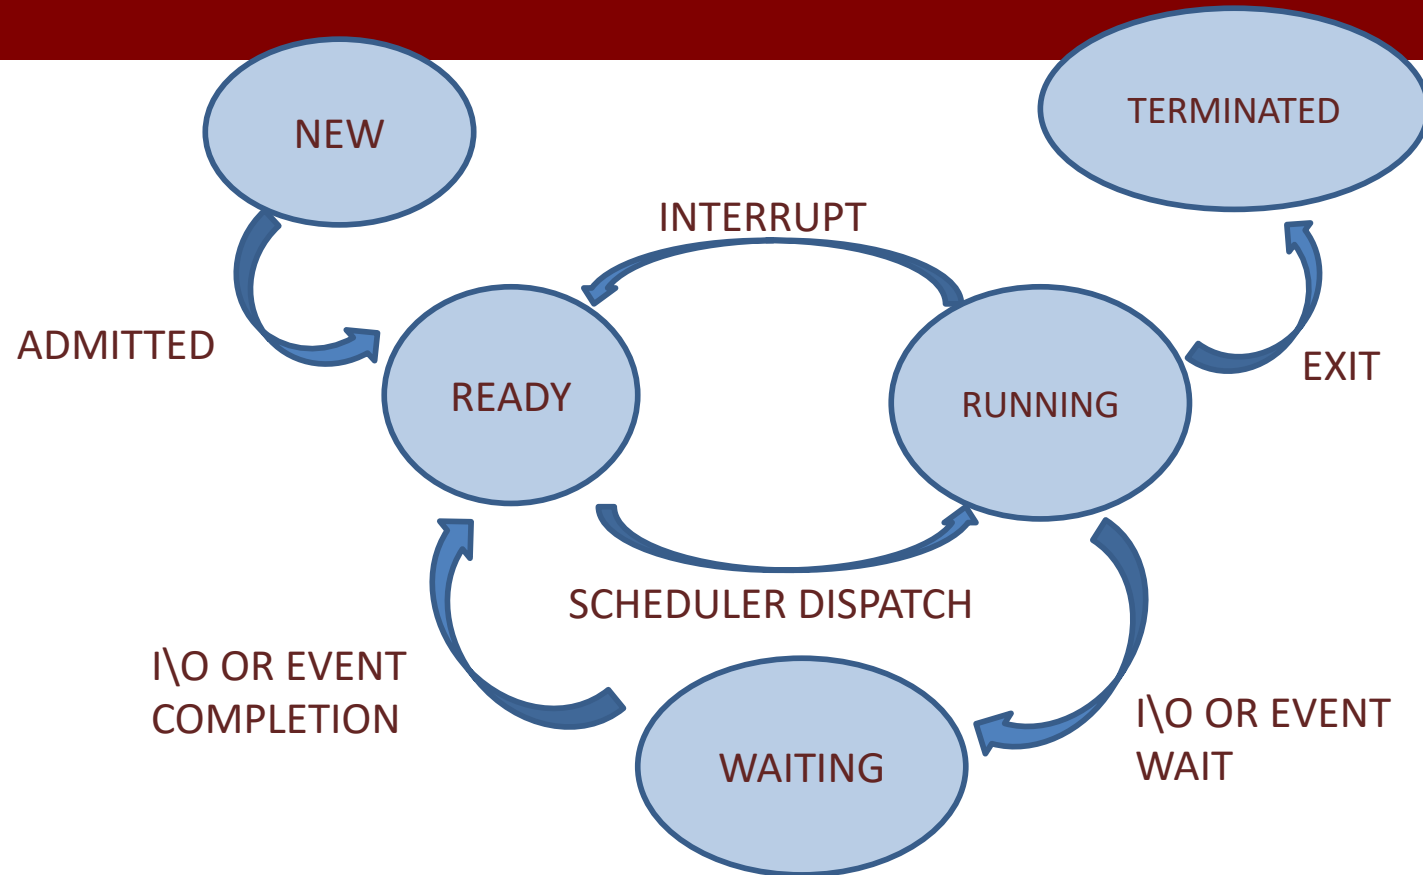 NEW
TERMINATED
INTERRUPT
ADMITTED
READY
RUNNING
EXIT
SCHEDULER DISPATCH
I\O OR EVENT
COMPLETION
WAITING
I\O OR EVENT
WAIT